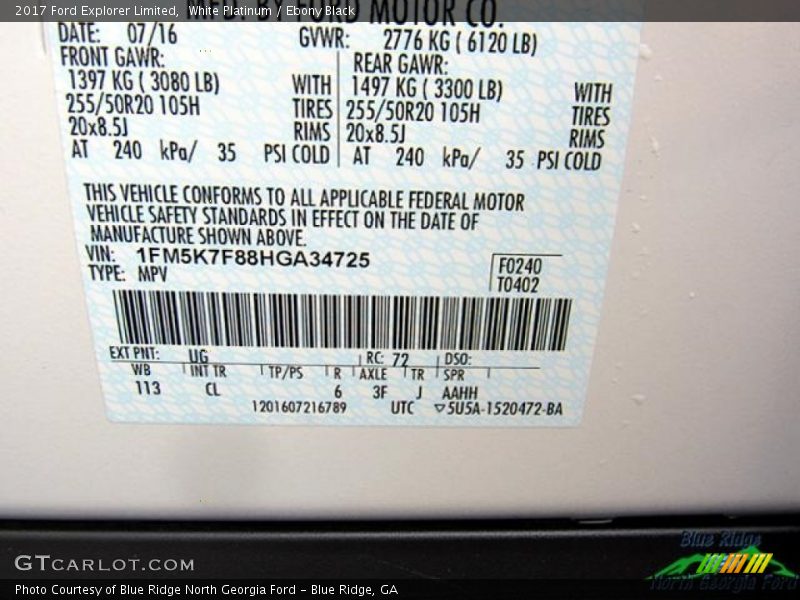 2017 Ford Explorer Limited, White Platinum / Ebony Black
MFD. BY FORD MOTOR CO.
DATE: 07/16 GVWR: 2776 KG ( 6120 LB)
FRONT GAWR: REAR GAWR:
1397 KG ( 3080 LB) WITH 1497 KG ( 3300 LB) WITH
255/50R20 105H TIRES 255/50R20 105H TIRES
20x8.5J RIMS 20x8.5J RIMS
AT 240 kPa/ 35 PSI COLD AT 240 kPa/ 35 PSI COLD
THIS VEHICLE CONFORMS TO ALL APPLICABLE FEDERAL MOTOR
VEHICLE SAFETY STANDARDS IN EFFECT ON THE DATE OF
MANUFACTURE SHOWN ABOVE.
VIN: 1FM5K7F88HGA34725 F0240
TYPE: MPV T0402
EXT PNT: UG RC: 72 DSO:
WB INT TR TP/PS R AXLE TR SPR
113 CL 6 3F J AAHH
1201607216789 UTC ▽5U5A-1520472-BA
Blue Ridge
North Georgia Ford
GTCARLOT.COM
Photo Courtesy of Blue Ridge North Georgia Ford – Blue Ridge, GA